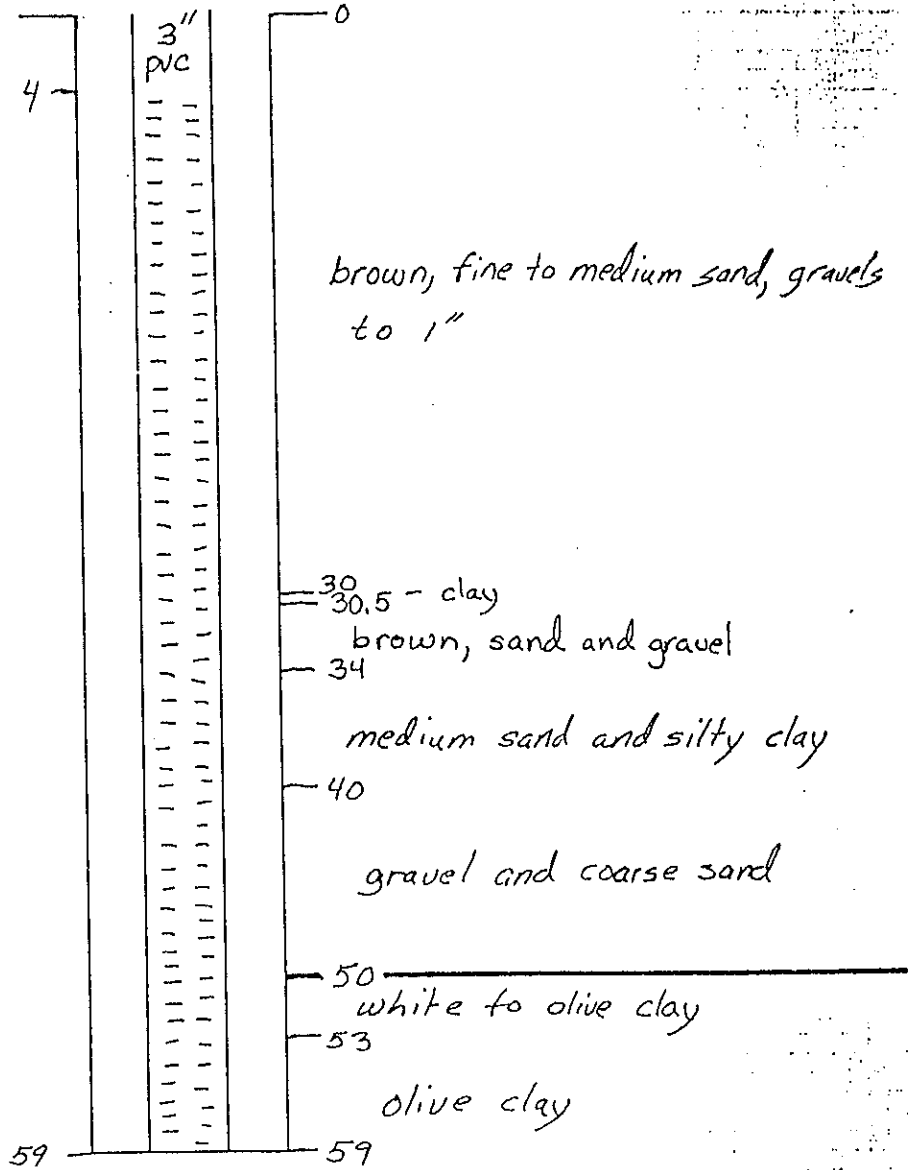 0
3"
PVC
4
brown, fine to medium sand, gravels
to 1"
30
30.5 - clay
brown, sand and gravel
34
medium sand and silty clay
40
gravel and coarse sand
50
white to olive clay
53
olive clay
59
59